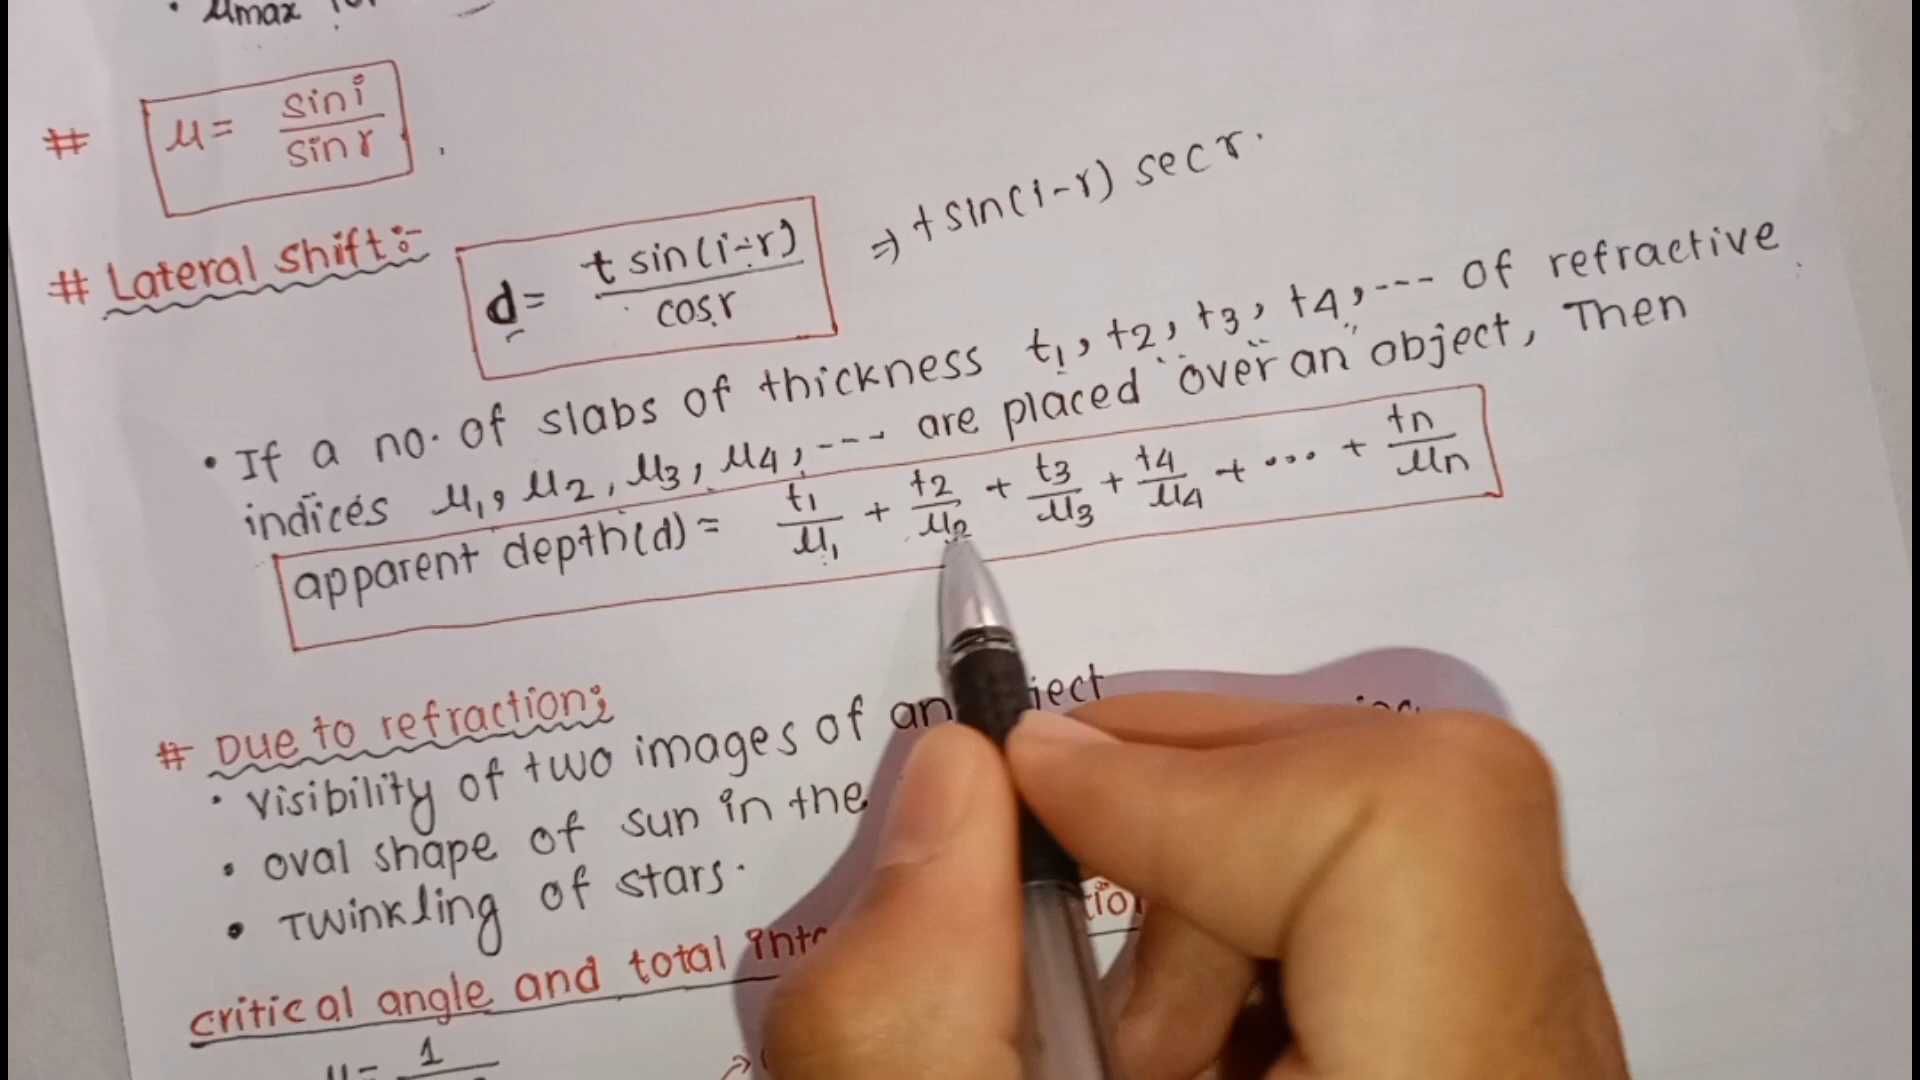 • μmax
# μ = sin i / sin r .
# Lateral shift:- d = t sin(i-r) / cos r ⇒ t sin(i-r) sec r.
• If a no. of slabs of thickness t1, t2, t3, t4, --- of refractive
indices μ1, μ2, μ3, μ4, --- are placed over an object, Then
apparent depth(d) = t1/μ1 + t2/μ2 + t3/μ3 + t4/μ4 + ... + tn/μn
# Due to refraction;
• visibility of two images of an
• oval shape of sun in the
• Twinkling of stars.
critical angle and total
μ = 1